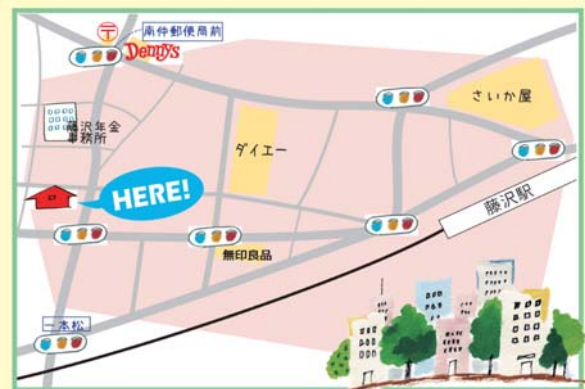 〒
南仲郵便局前
Dennys
さいか屋
藤沢年金
事務所
ダイエー
HERE!
藤沢駅
無印良品
一本松